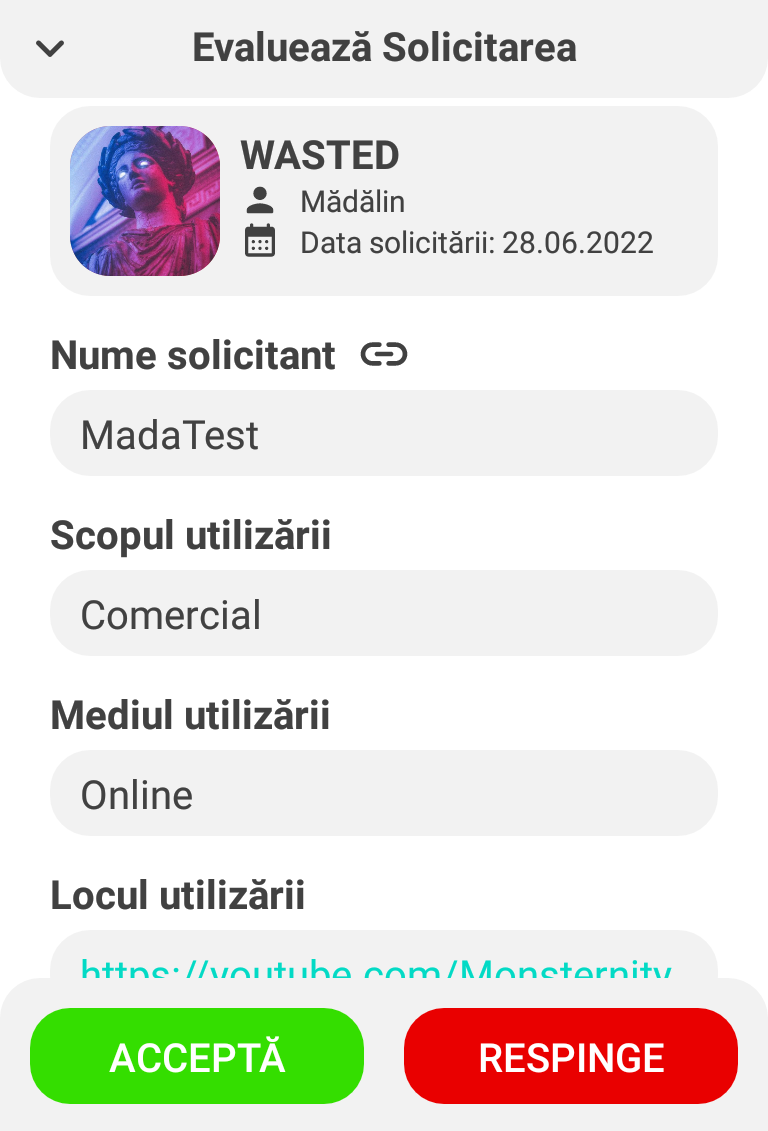 Evaluează Solicitarea
WASTED
Mădălin
Data solicitării: 28.06.2022
Nume solicitant
MadaTest
Scopul utilizării
Comercial
Mediul utilizării
Online
Locul utilizării
https://youtube.com/Monsternity
ACCEPTĂ
RESPINGE